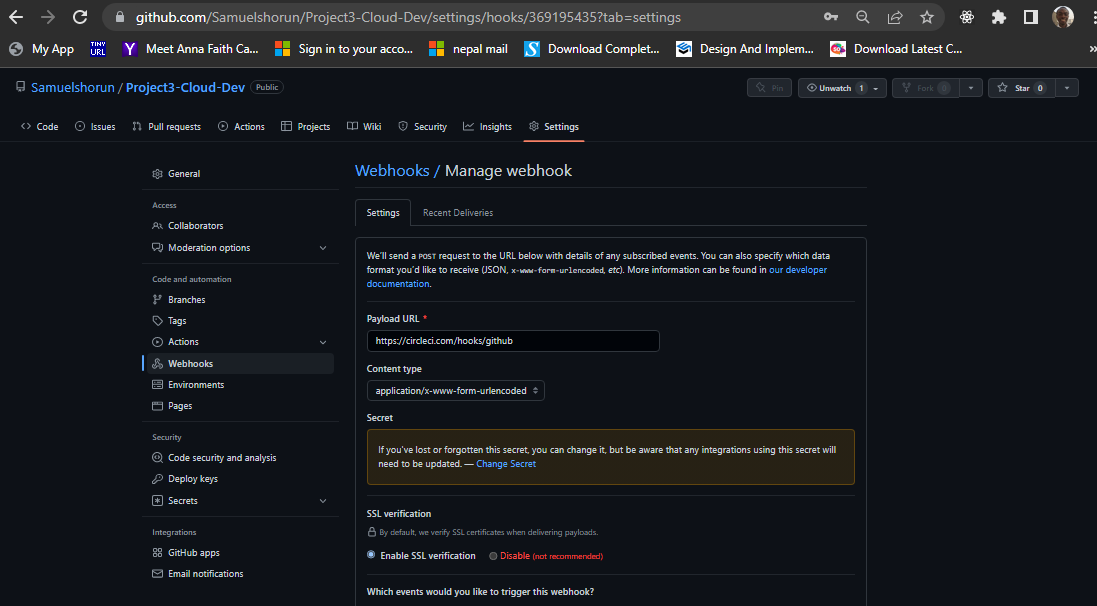 github.com/Samuelshorun/Project3-Cloud-Dev/settings/hooks/369195435?tab=settings
My App TINY URL Y Meet Anna Faith Ca... Sign in to your acco... nepal mail S Download Complet... Design And Implem... Download Latest C... »
Samuelshorun / Project3-Cloud-Dev Public Pin Unwatch 1 Fork 0 Star 0
<> Code Issues Pull requests Actions Projects Wiki Security Insights Settings
General
Access
Collaborators
Moderation options
Code and automation
Branches
Tags
Actions
Webhooks
Environments
Pages
Security
Code security and analysis
Deploy keys
Secrets
Integrations
GitHub apps
Email notifications
Webhooks / Manage webhook
Settings Recent Deliveries
We'll send a POST request to the URL below with details of any subscribed events. You can also specify which data
format you'd like to receive (JSON, x-www-form-urlencoded, etc). More information can be found in our developer
documentation.
Payload URL *
https://circleci.com/hooks/github
Content type
application/x-www-form-urlencoded
Secret
If you've lost or forgotten this secret, you can change it, but be aware that any integrations using this secret will
need to be updated. — Change Secret
SSL verification
By default, we verify SSL certificates when delivering payloads.
Enable SSL verification Disable (not recommended)
Which events would you like to trigger this webhook?